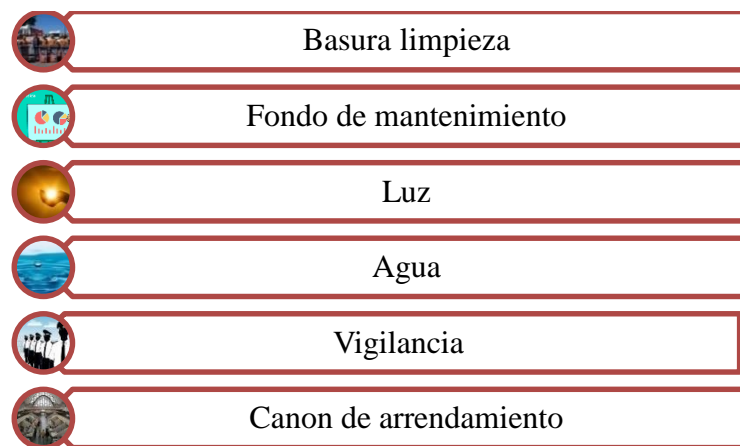 Basura limpieza
Fondo de mantenimiento
Luz
Agua
Vigilancia
Canon de arrendamiento